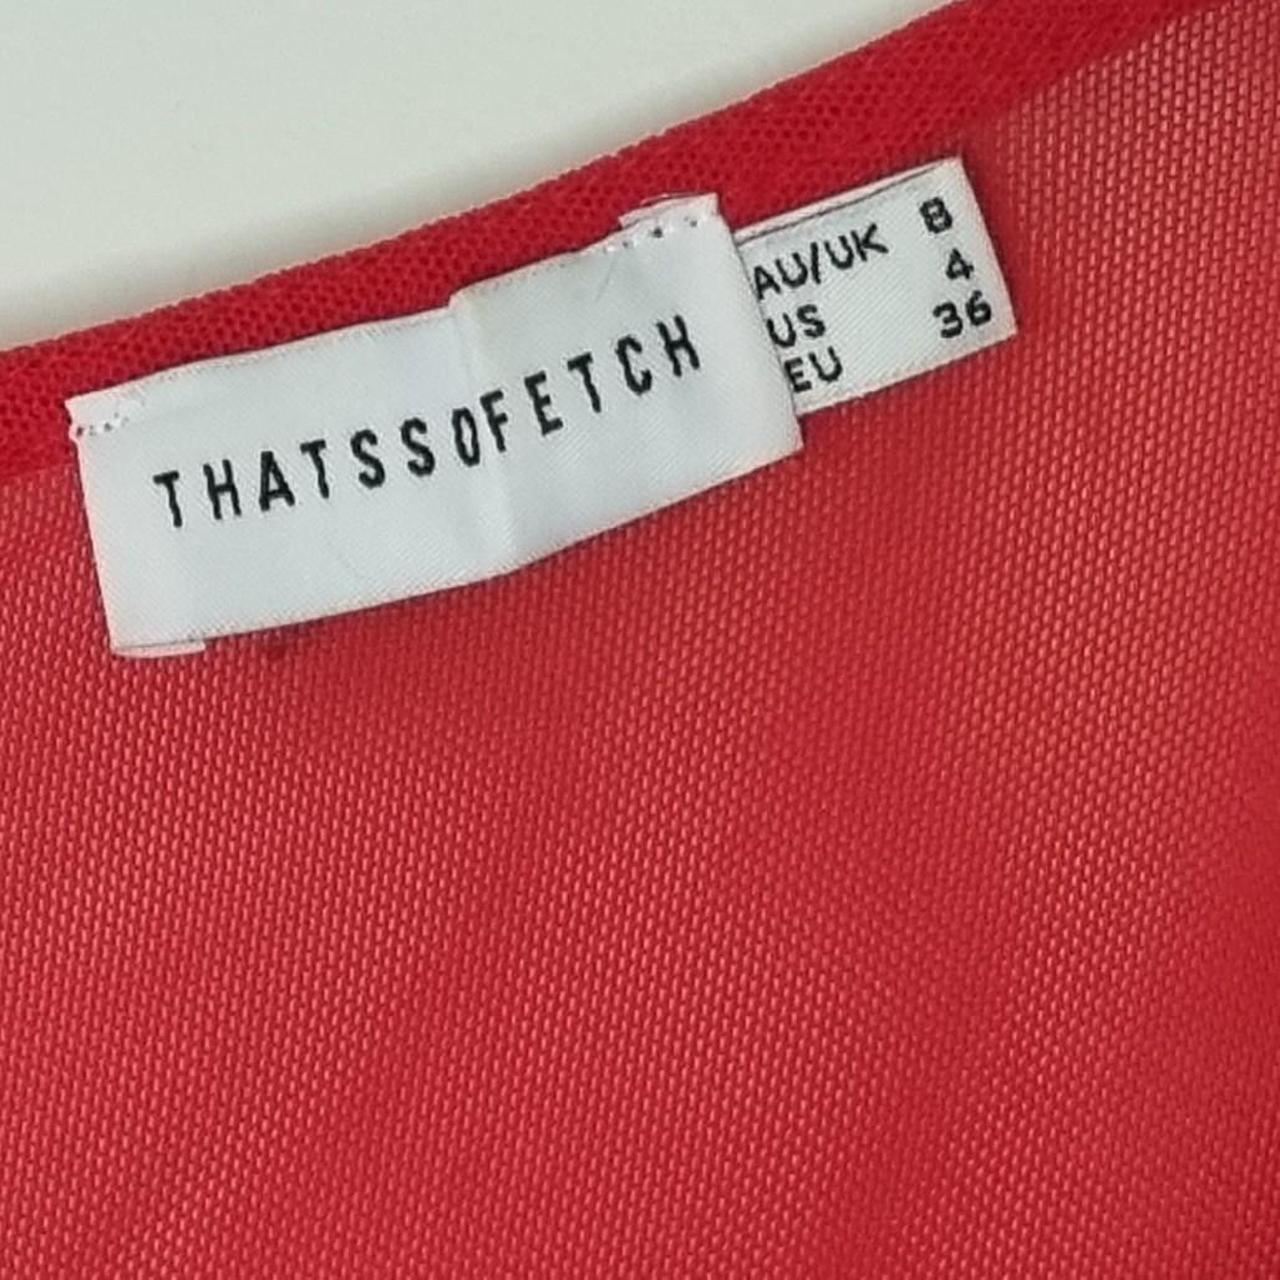 THATSSOFETCH
AU/UK 8
US 4
EU 36